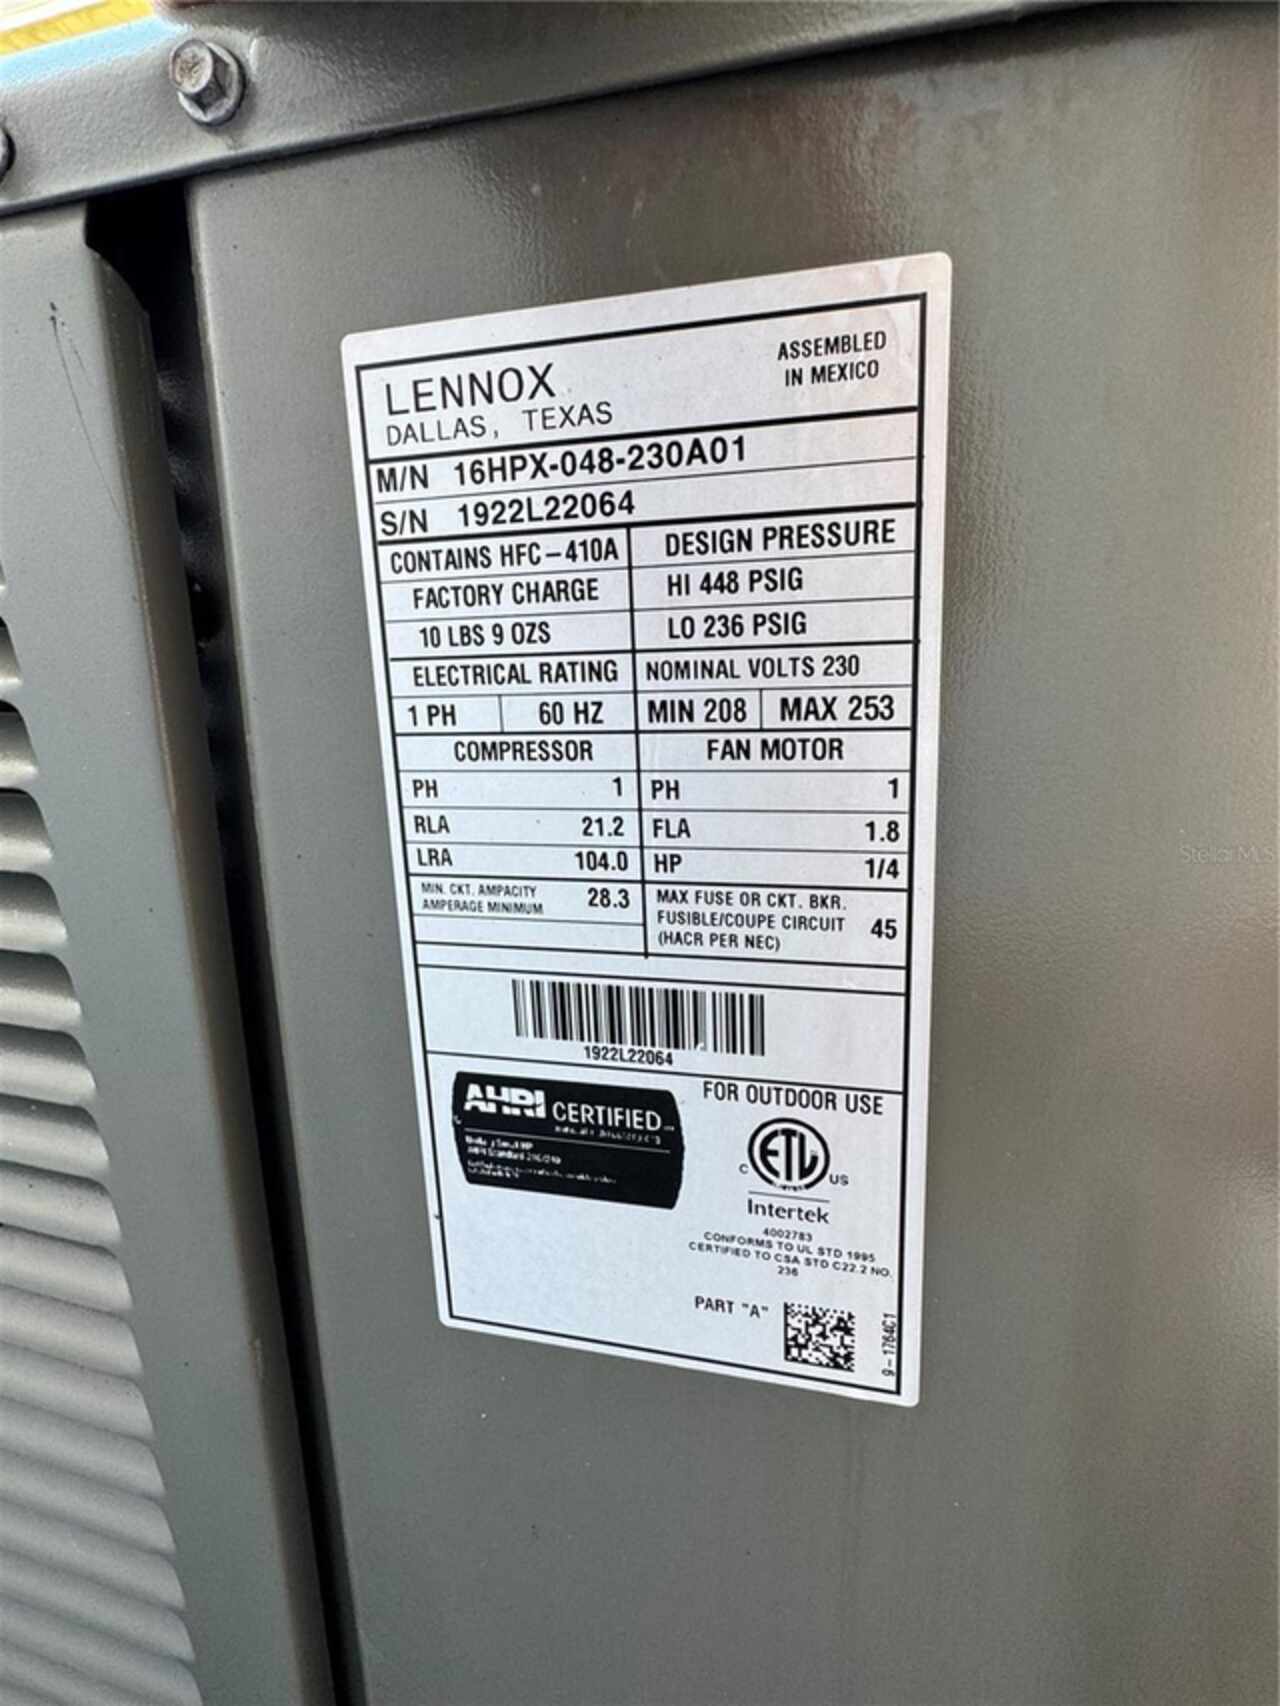 LENNOX
DALLAS, TEXAS
ASSEMBLED
IN MEXICO
M/N 16HPX-048-230A01
S/N 1922L22064
CONTAINS HFC-410A
DESIGN PRESSURE
FACTORY CHARGE
HI 448 PSIG
10 LBS 9 OZS
LO 236 PSIG
ELECTRICAL RATING
NOMINAL VOLTS 230
1 PH
60 HZ
MIN 208
MAX 253
COMPRESSOR
FAN MOTOR
PH 1
PH 1
RLA 21.2
FLA 1.8
LRA 104.0
HP 1/4
MIN. CKT. AMPACITY
AMPERAGE MINIMUM
28.3
MAX FUSE OR CKT. BKR.
FUSIBLE/COUPE CIRCUIT
(HACR PER NEC)
45
1922L22064
AHRI CERTIFIED
FOR OUTDOOR USE
C ETL US
Intertek
4002783
CONFORMS TO UL STD 1995
CERTIFIED TO CSA STD C22.2 NO.
236
PART "A"
9-1764C1
Stellar MLS